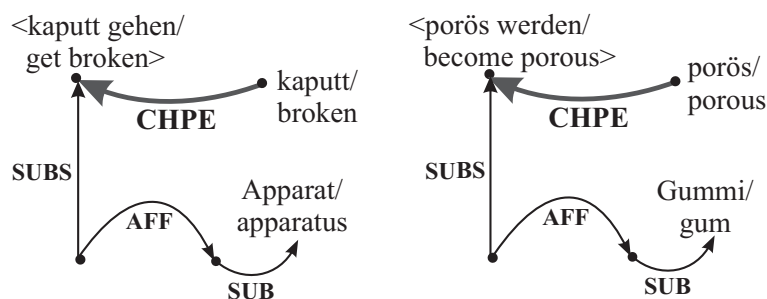 <kaputt gehen/
get broken>
kaputt/
broken
CHPE
SUBS
Apparat/
apparatus
AFF
SUB
<porös werden/
become porous>
porös/
porous
CHPE
SUBS
Gummi/
gum
AFF
SUB